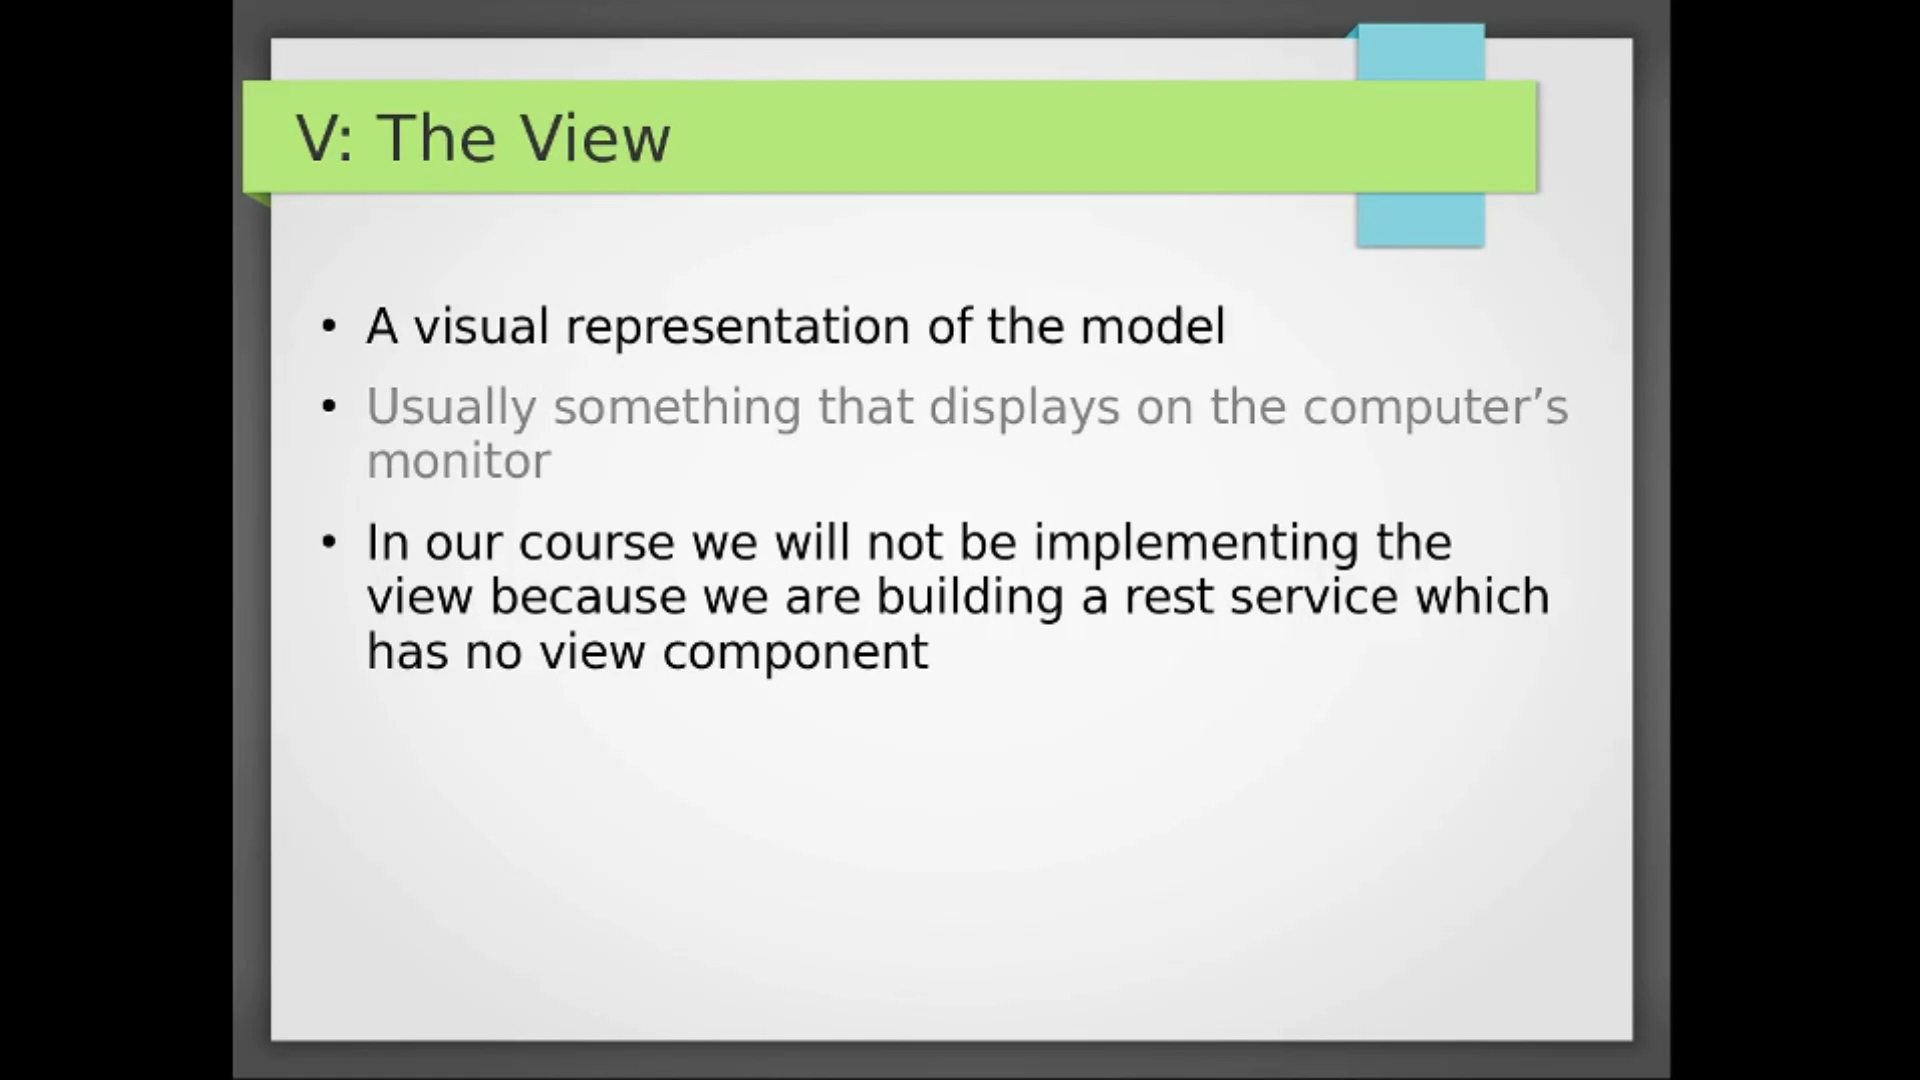 V: The View
• A visual representation of the model
• Usually something that displays on the computer’s
monitor
• In our course we will not be implementing the
view because we are building a rest service which
has no view component